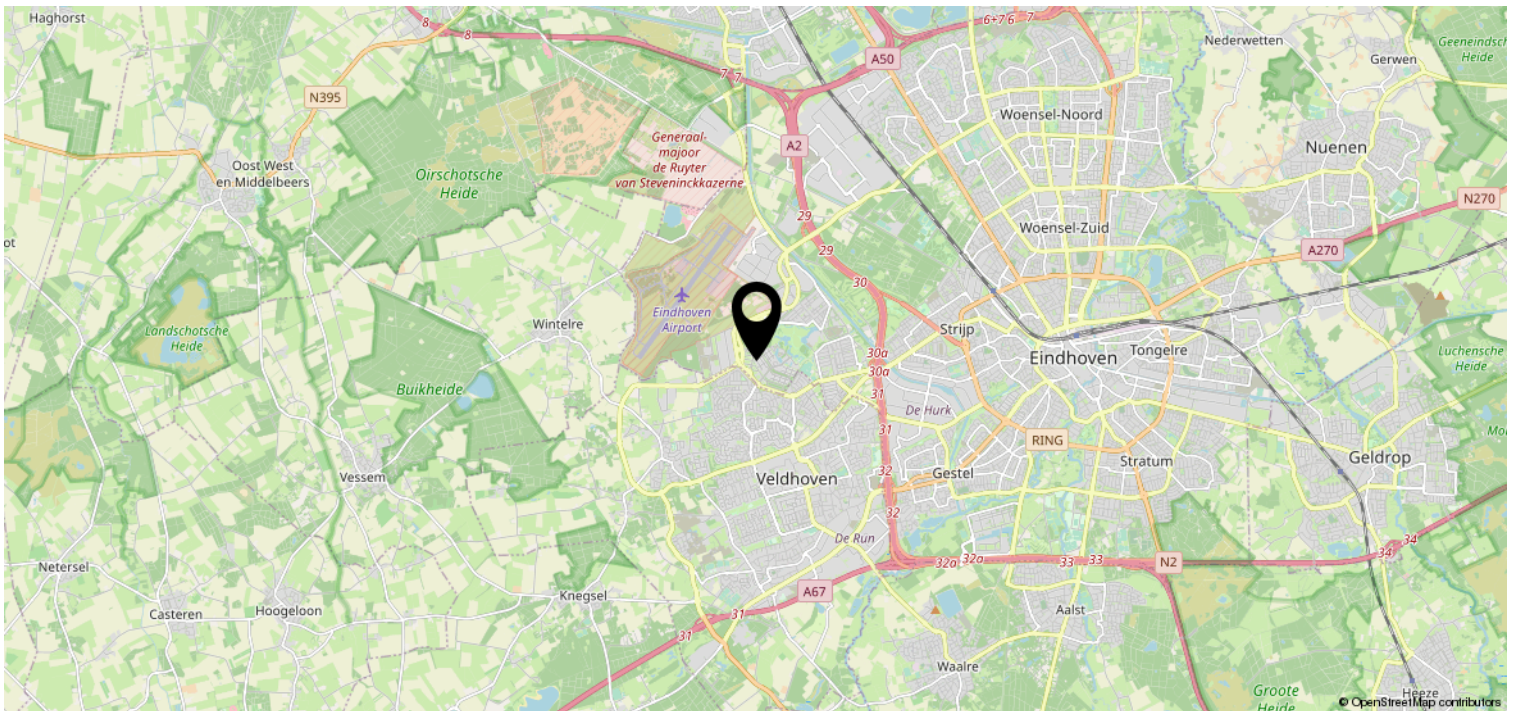 Haghorst
8
8
6+7
6
7
Nederwetten
Geeneindsch
Heide
A50
Gerwen
7
7
N395
Woensel-Noord
Generaal-
majoor
de Ruyter
van Steveninckkazerne
A2
Nuenen
Oost West
en Middelbeers
Oirschotsche
Heide
N270
29
Woensel-Zuid
ot
29
A270
30
Landschotsche
Heide
Wintelre
Eindhoven
Airport
Strijp
30a
Eindhoven
Tongelre
Luchensche
Heide
30a
Buikheide
31
De Hurk
31
RING
Mo
Geldrop
Stratum
32
Gestel
Vessem
Veldhoven
32
De Run
34
34
Netersel
32a
32a
33
33
N2
A67
Knegsel
Casteren
Hoogeloon
31
Aalst
31
Waalre
Groote
Heide
Heeze
© OpenStreetMap contributors